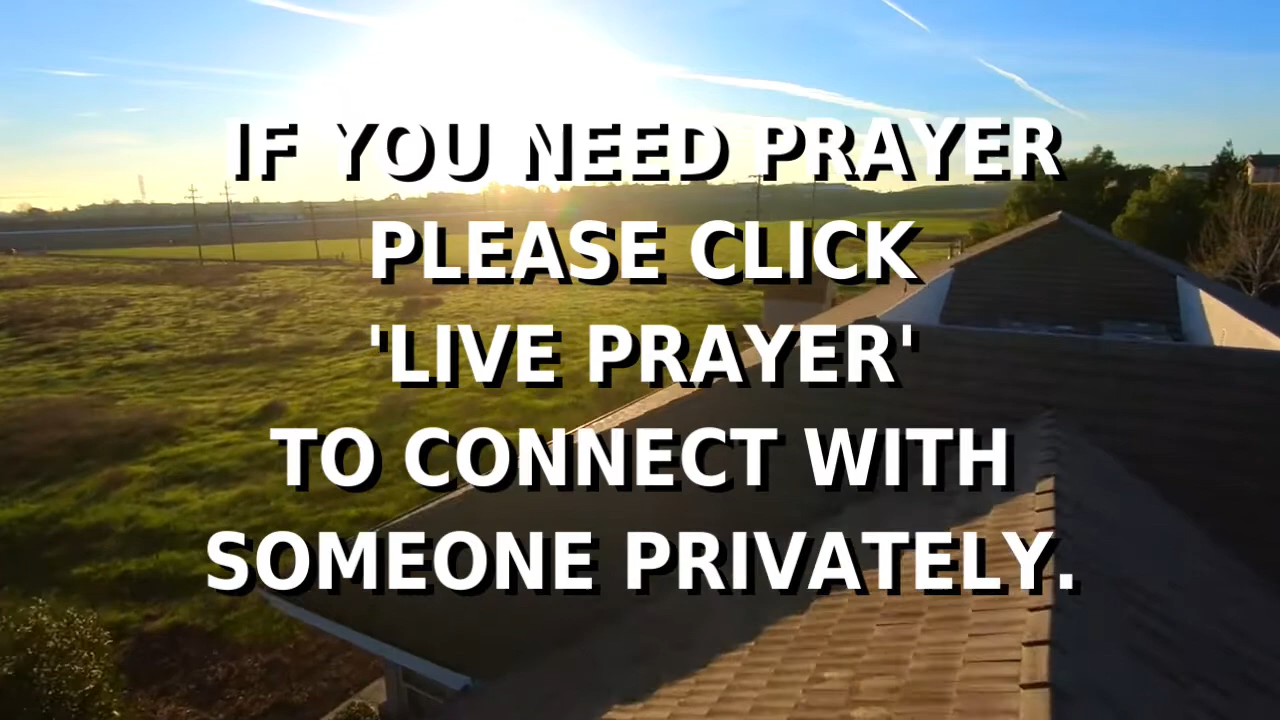 IF YOU NEED PRAYER
PLEASE CLICK
'LIVE PRAYER'
TO CONNECT WITH
SOMEONE PRIVATELY.